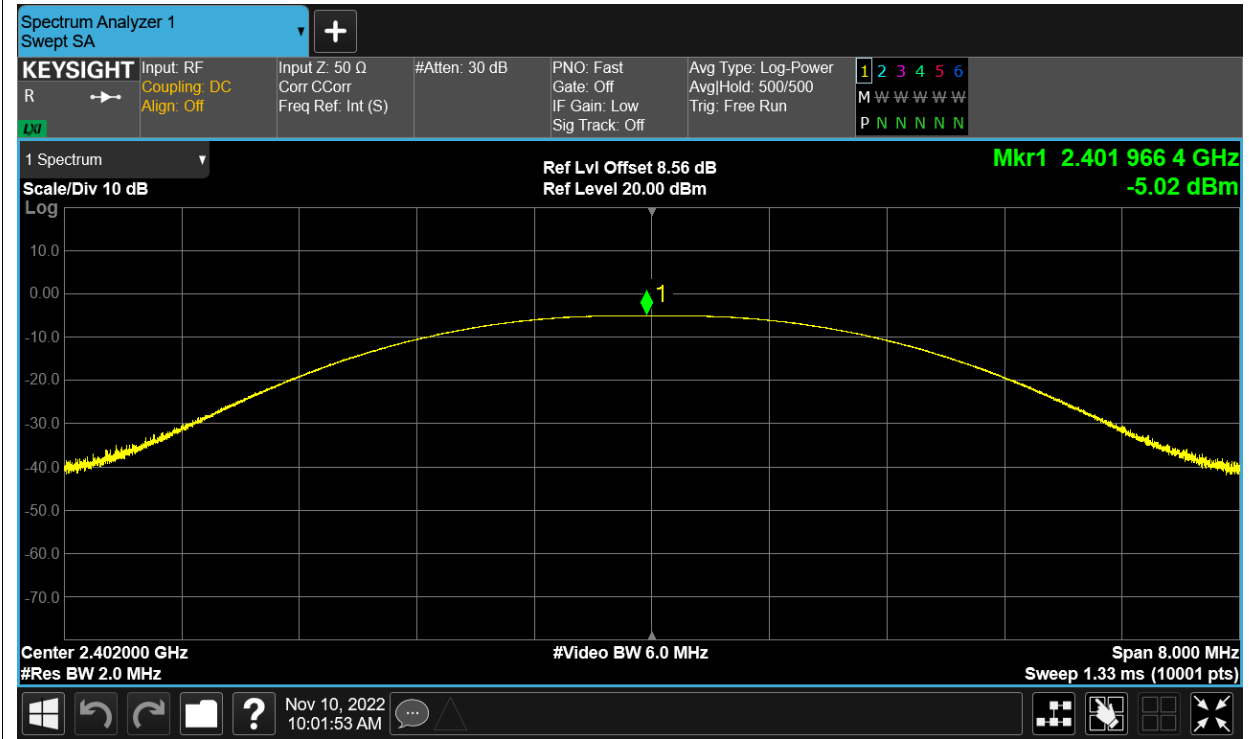 Spectrum Analyzer 1
Swept SA
KEYSIGHT
R
LXI
Input: RF
Coupling: DC
Align: Off
Input Z: 50 Ω
Corr CCorr
Freq Ref: Int (S)
#Atten: 30 dB
PNO: Fast
Gate: Off
IF Gain: Low
Sig Track: Off
Avg Type: Log-Power
Avg|Hold: 500/500
Trig: Free Run
1 2 3 4 5 6
M W W W W W
P N N N N N
1 Spectrum
Scale/Div 10 dB
Log
Ref Lvl Offset 8.56 dB
Ref Level 20.00 dBm
Mkr1 2.401 966 4 GHz
-5.02 dBm
10.0
0.00
-10.0
-20.0
-30.0
-40.0
-50.0
-60.0
-70.0
1
Center 2.402000 GHz
#Res BW 2.0 MHz
#Video BW 6.0 MHz
Span 8.000 MHz
Sweep 1.33 ms (10001 pts)
?
Nov 10, 2022
10:01:53 AM